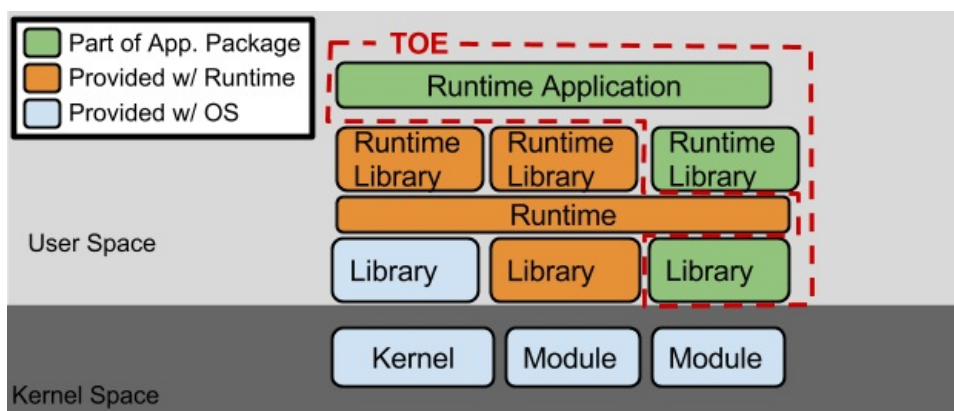 Part of App. Package
Provided w/ Runtime
Provided w/ OS
TOE
Runtime Application
Runtime
Library
Runtime
Library
Runtime
Library
Runtime
User Space
Library
Library
Library
Kernel
Module
Module
Kernel Space